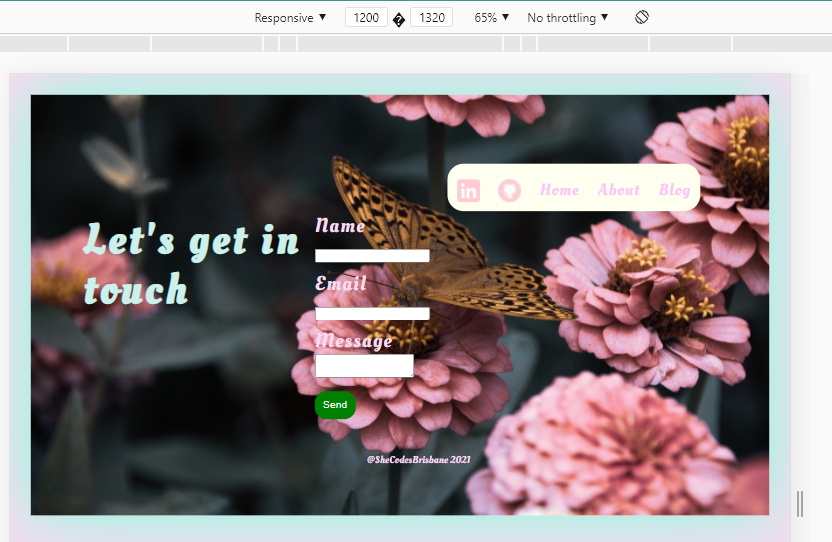 Responsive ▼ 1200 � 1320 65% ▼ No throttling ▼
in Home About Blog
Let's get in
touch
Name
Email
Message
Send
@SheCodesBrisbane 2021